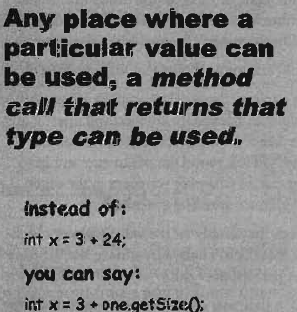 Any place where a
particular value can
be used, a method
call that returns that
type can be used.
instead of:
int x = 3 + 24;
you can say:
int x = 3 + one.getSize();